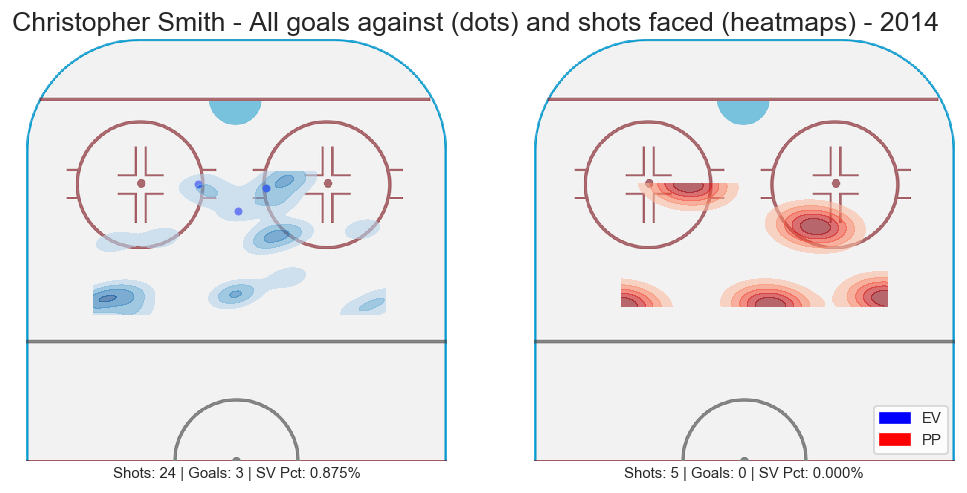 Christopher Smith - All goals against (dots) and shots faced (heatmaps) - 2014
EV
PP
Shots: 24 | Goals: 3 | SV Pct: 0.875%
Shots: 5 | Goals: 0 | SV Pct: 0.000%